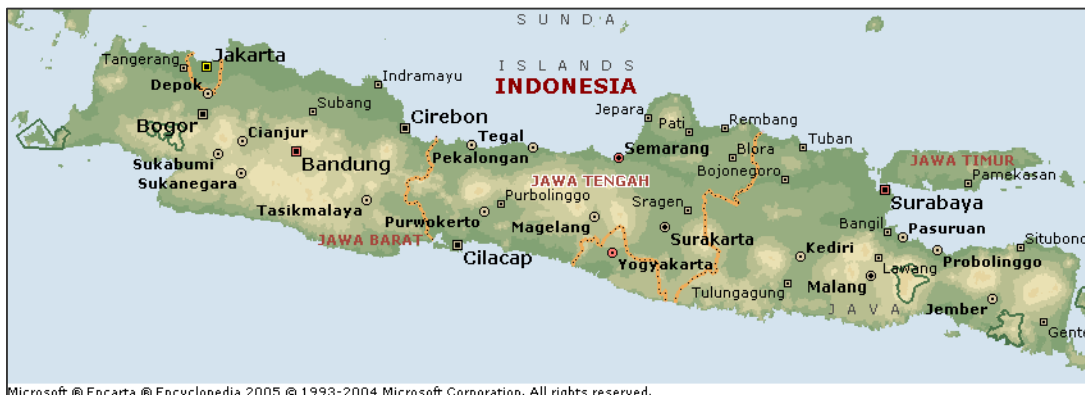 SUNDA
ISLANDS
INDONESIA
Tangerang
Jakarta
Depok
Indramayu
Subang
Bogor
Cirebon
Cianjur
Tegal
Jepara
Pati
Rembang
Semarang
Blora
Tuban
Sukabumi
Bandung
Pekalongan
JAWA TIMUR
Sukanegara
JAWA TENGAH
Bojonegoro
Pamekasan
Tasikmalaya
Purbolinggo
Purwokerto
Magelang
Sragen
Surabaya
JAWA BARAT
Surakarta
Bangil
Pasuruan
Cilacap
Yogyakarta
Kediri
Situbond
Lawang
Probolinggo
Tulungagung
Malang
JAVA
Jember
Gente
Microsoft ® Encarta ® Encyclopedia 2005 © 1993-2004 Microsoft Corporation. All rights reserved.